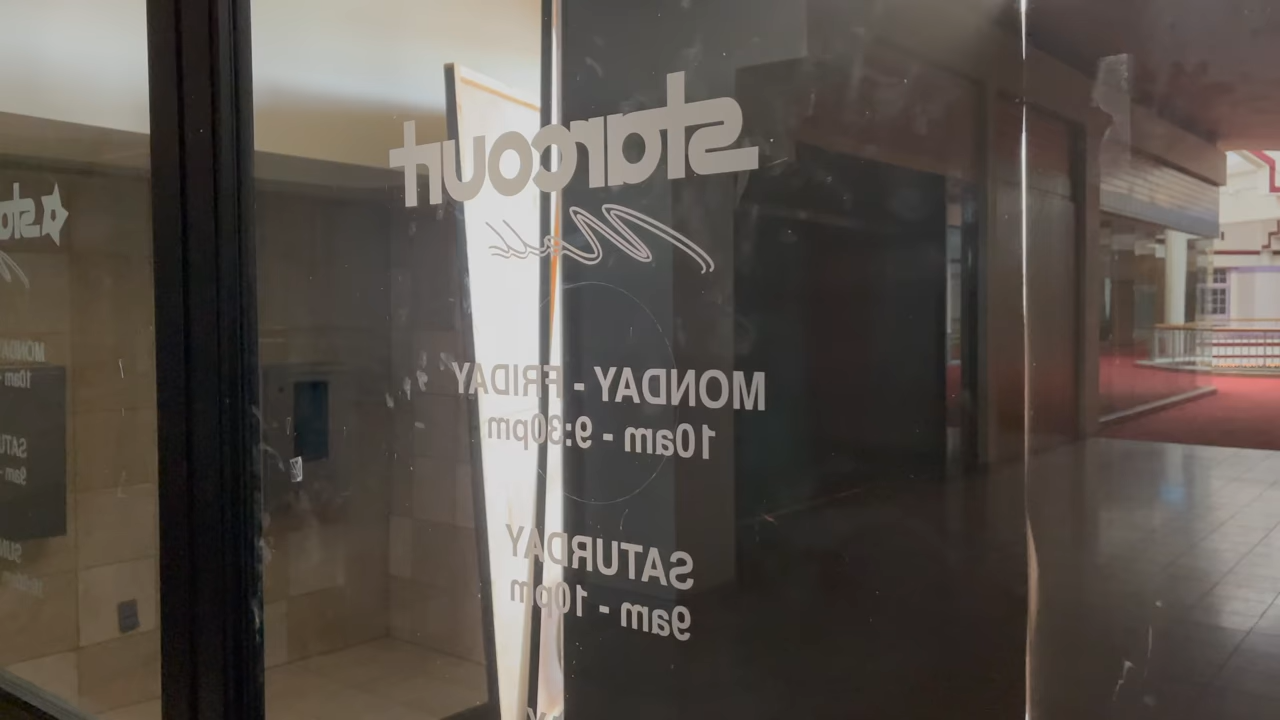 starcourt
Mall
MONDAY - FRIDAY
10am - 9:30pm
SATURDAY
9am - 10pm